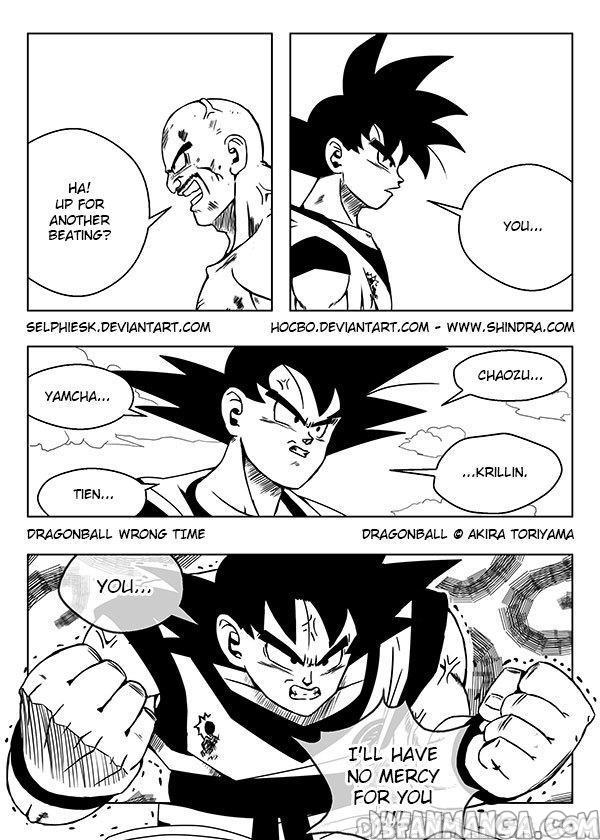 HA!
UP FOR
ANOTHER
BEATING?
YOU...
SELPHIESK.DEVIANTART.COM
HOCBO.DEVIANTART.COM - WWW.SHINDRA.COM
YAMCHA...
CHAOZU...
TIEN...
...KRILLIN.
DRAGONBALL WRONG TIME
DRAGONBALL © AKIRA TORIYAMA
YOU...
I'LL HAVE
NO MERCY
FOR YOU
DBFANMANGA.COM